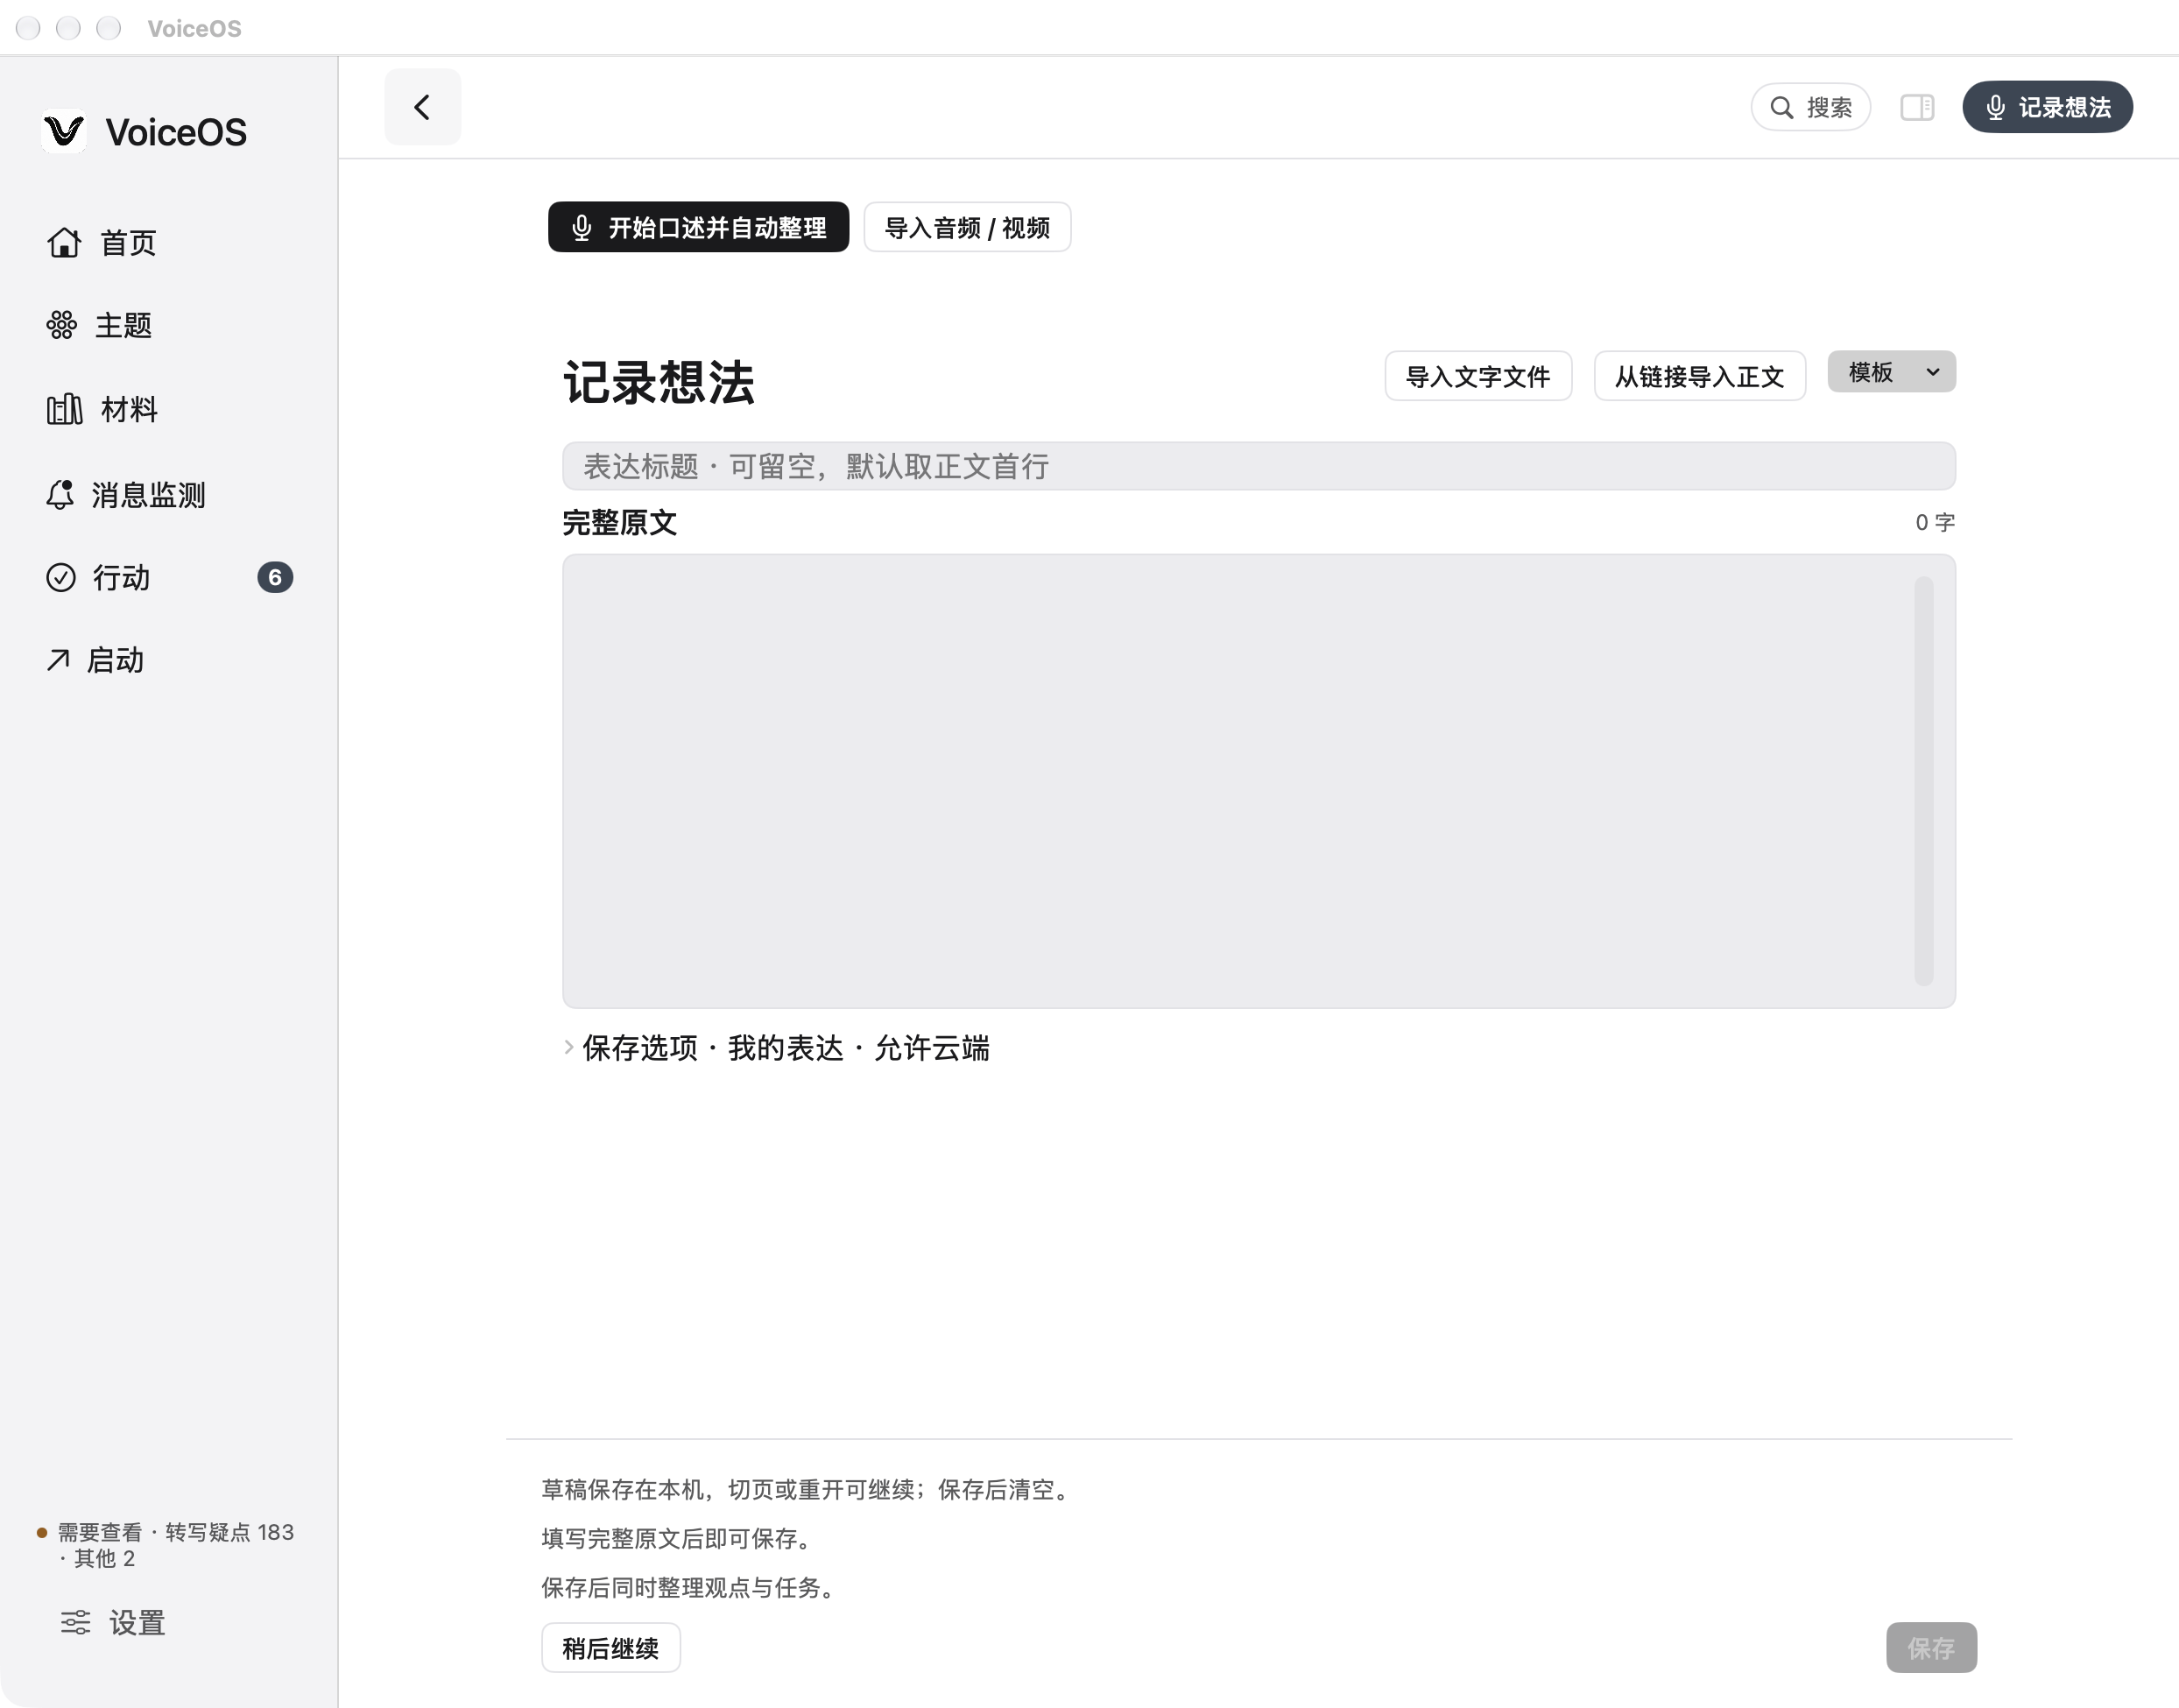 VoiceOS
VoiceOS
首页
主题
材料
消息监测
行动 6
启动
需要查看 · 转写疑点 183
· 其他 2
设置
搜索
记录想法
开始口述并自动整理
导入音频 / 视频
记录想法
导入文字文件
从链接导入正文
模板
表达标题 · 可留空，默认取正文首行
完整原文
0 字
保存选项 · 我的表达 · 允许云端
草稿保存在本机，切页或重开可继续；保存后清空。
填写完整原文后即可保存。
保存后同时整理观点与任务。
稍后继续
保存